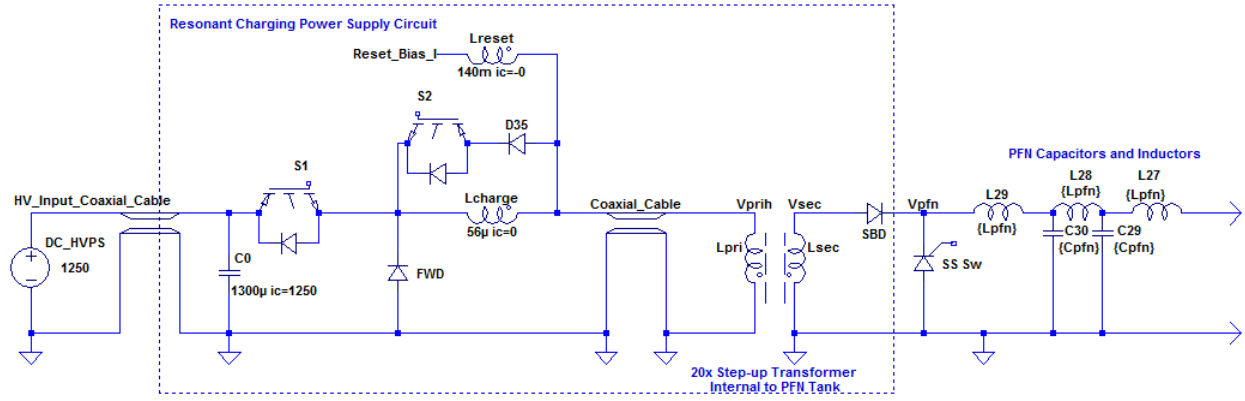 Resonant Charging Power Supply Circuit
Lreset
Reset_Bias_I
140m ic=-0
S2
D35
S1
PFN Capacitors and Inductors
L28
L27
{Lpfn}
{Lpfn}
HV_Input_Coaxial_Cable
Lcharge
Coaxial_Cable
Vprih
Vsec
Vpfn
L29
56µ ic=0
SBD
{Lpfn}
C30
C29
{Cpfn}
{Cpfn}
DC_HVPS
1250
C0
1300µ ic=1250
FWD
Lpri
Lsec
SS Sw
20x Step-up Transformer
Internal to PFN Tank